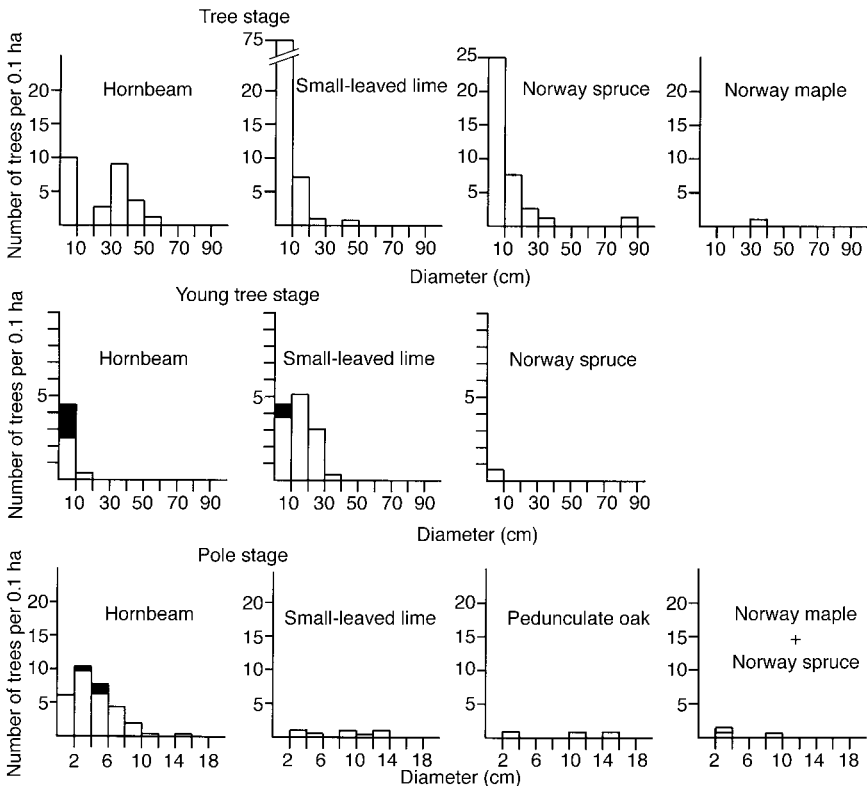 Tree stage
Number of trees per 0.1 ha
75
20
15
10
5
Hornbeam
10 30 50 70 90
20
15
10
5
Small-leaved lime
10 30 50 70 90
25
20
15
10
5
Norway spruce
10 30 50 70 90
20
15
10
5
Norway maple
10 30 50 70 90
Diameter (cm)
Young tree stage
Number of trees per 0.1 ha
5
Hornbeam
10 30 50 70 90
5
Small-leaved lime
10 30 50 70 90
5
Norway spruce
10 30 50 70 90
Diameter (cm)
Pole stage
Number of trees per 0.1 ha
20
15
10
5
Hornbeam
2 6 10 14 18
20
15
10
5
Small-leaved lime
2 6 10 14 18
20
15
10
5
Pedunculate oak
2 6 10 14 18
20
15
10
5
Norway maple
+
Norway spruce
2 6 10 14 18
Diameter (cm)